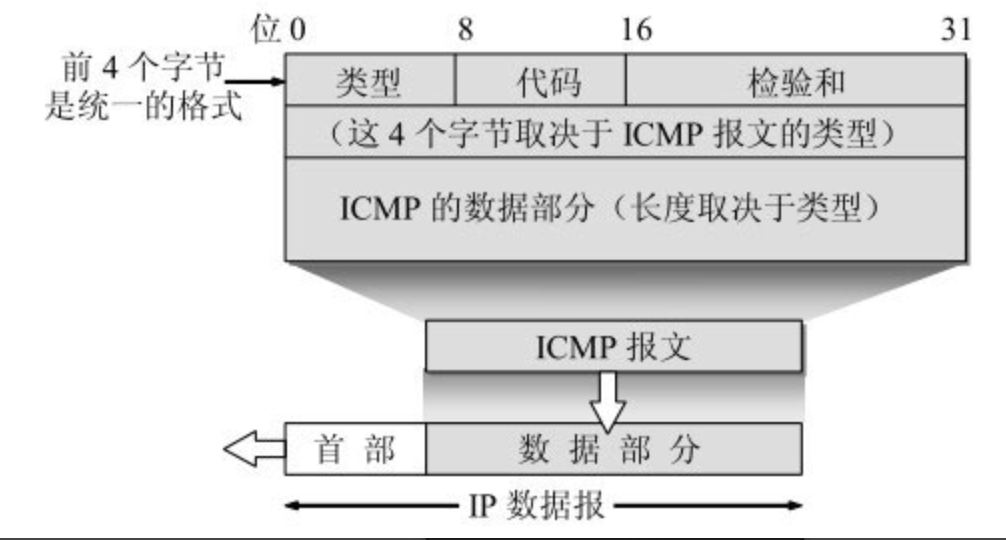 位 0 8 16 31
前 4 个字节
是统一的格式
类型 代码 检验和
（这 4 个字节取决于 ICMP 报文的类型）
ICMP 的数据部分（长度取决于类型）
ICMP 报文
首部 数据部分
IP 数据报